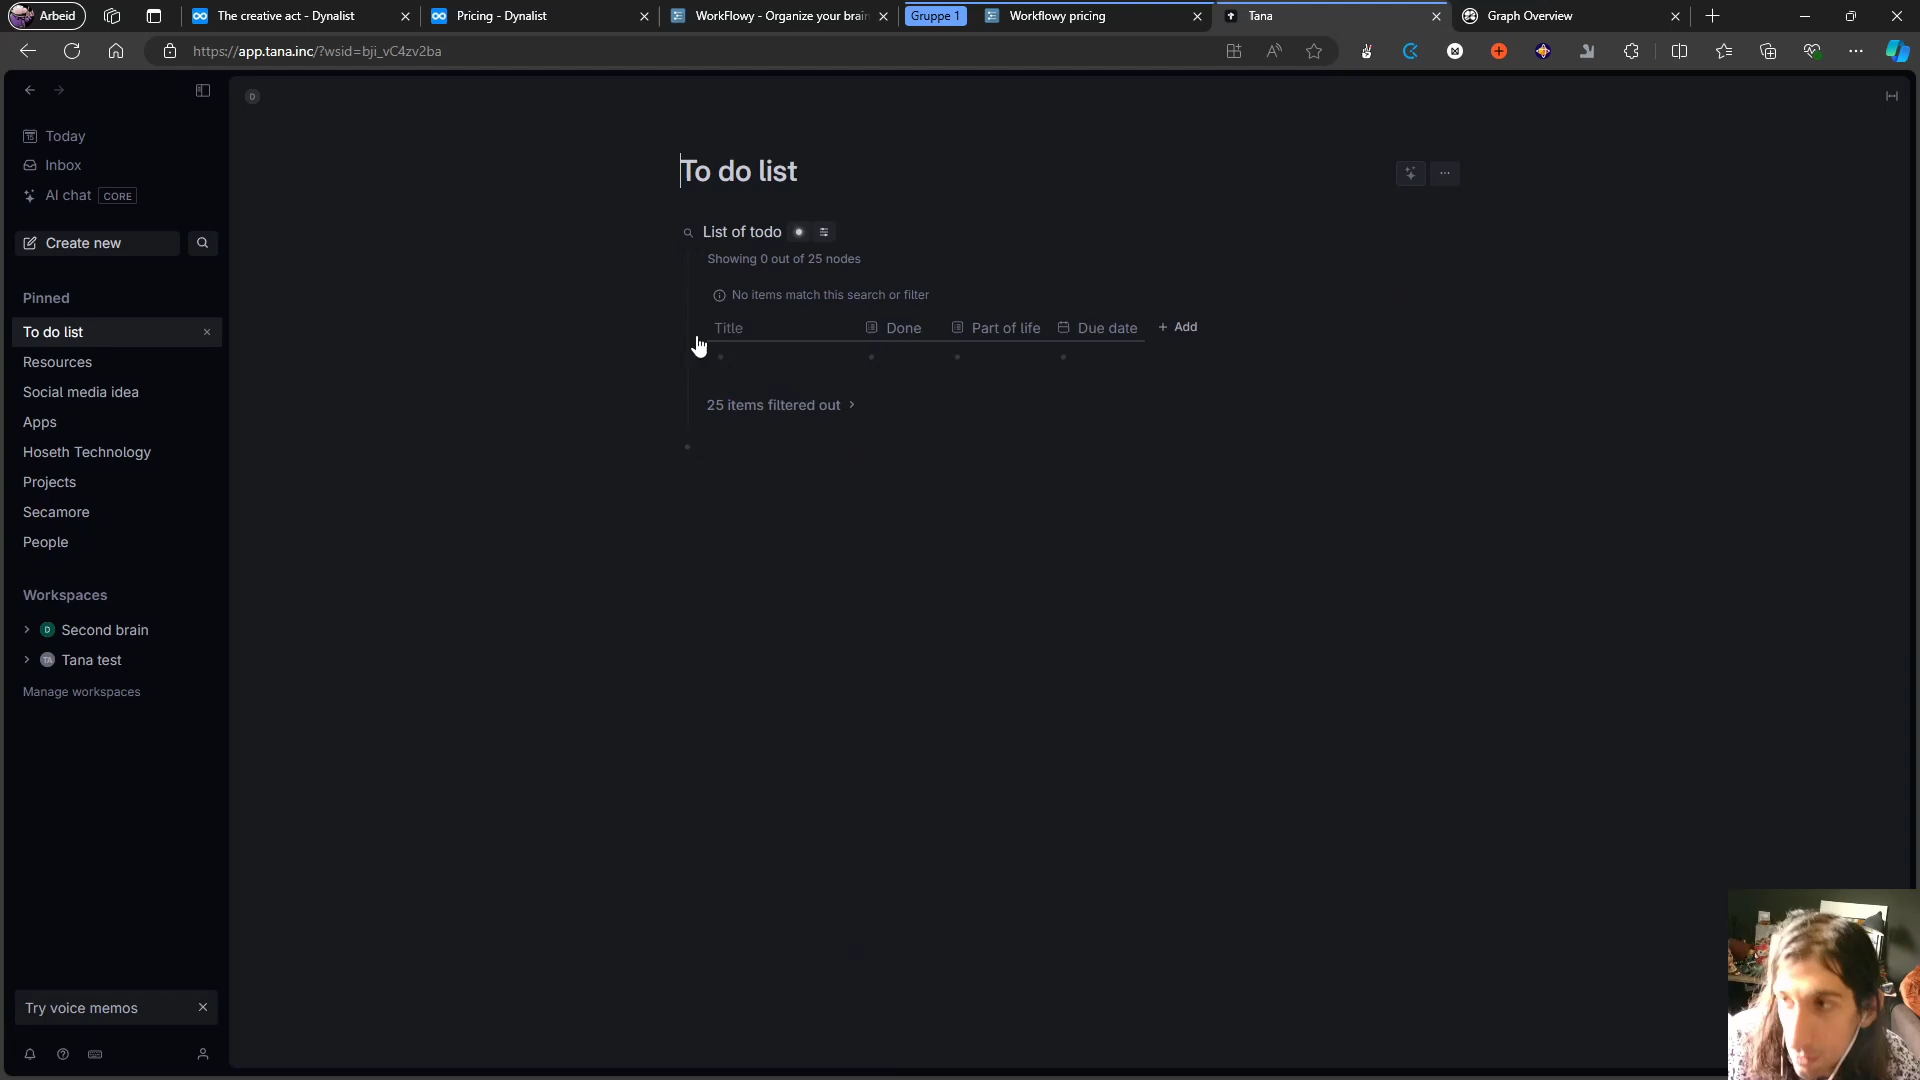 Arbeid
The creative act - Dynalist
Pricing - Dynalist
WorkFlowy - Organize your brain
Gruppe 1
Workflowy pricing
Tana
Graph Overview
https://app.tana.inc/?wsid=bji_vC4zv2ba
Today
Inbox
AI chat CORE
Create new
Pinned
To do list
Resources
Social media idea
Apps
Hoseth Technology
Projects
Secamore
People
Workspaces
D Second brain
TA Tana test
Manage workspaces
Try voice memos
D
To do list
List of todo
Showing 0 out of 25 nodes
No items match this search or filter
Title Done Part of life Due date + Add
25 items filtered out